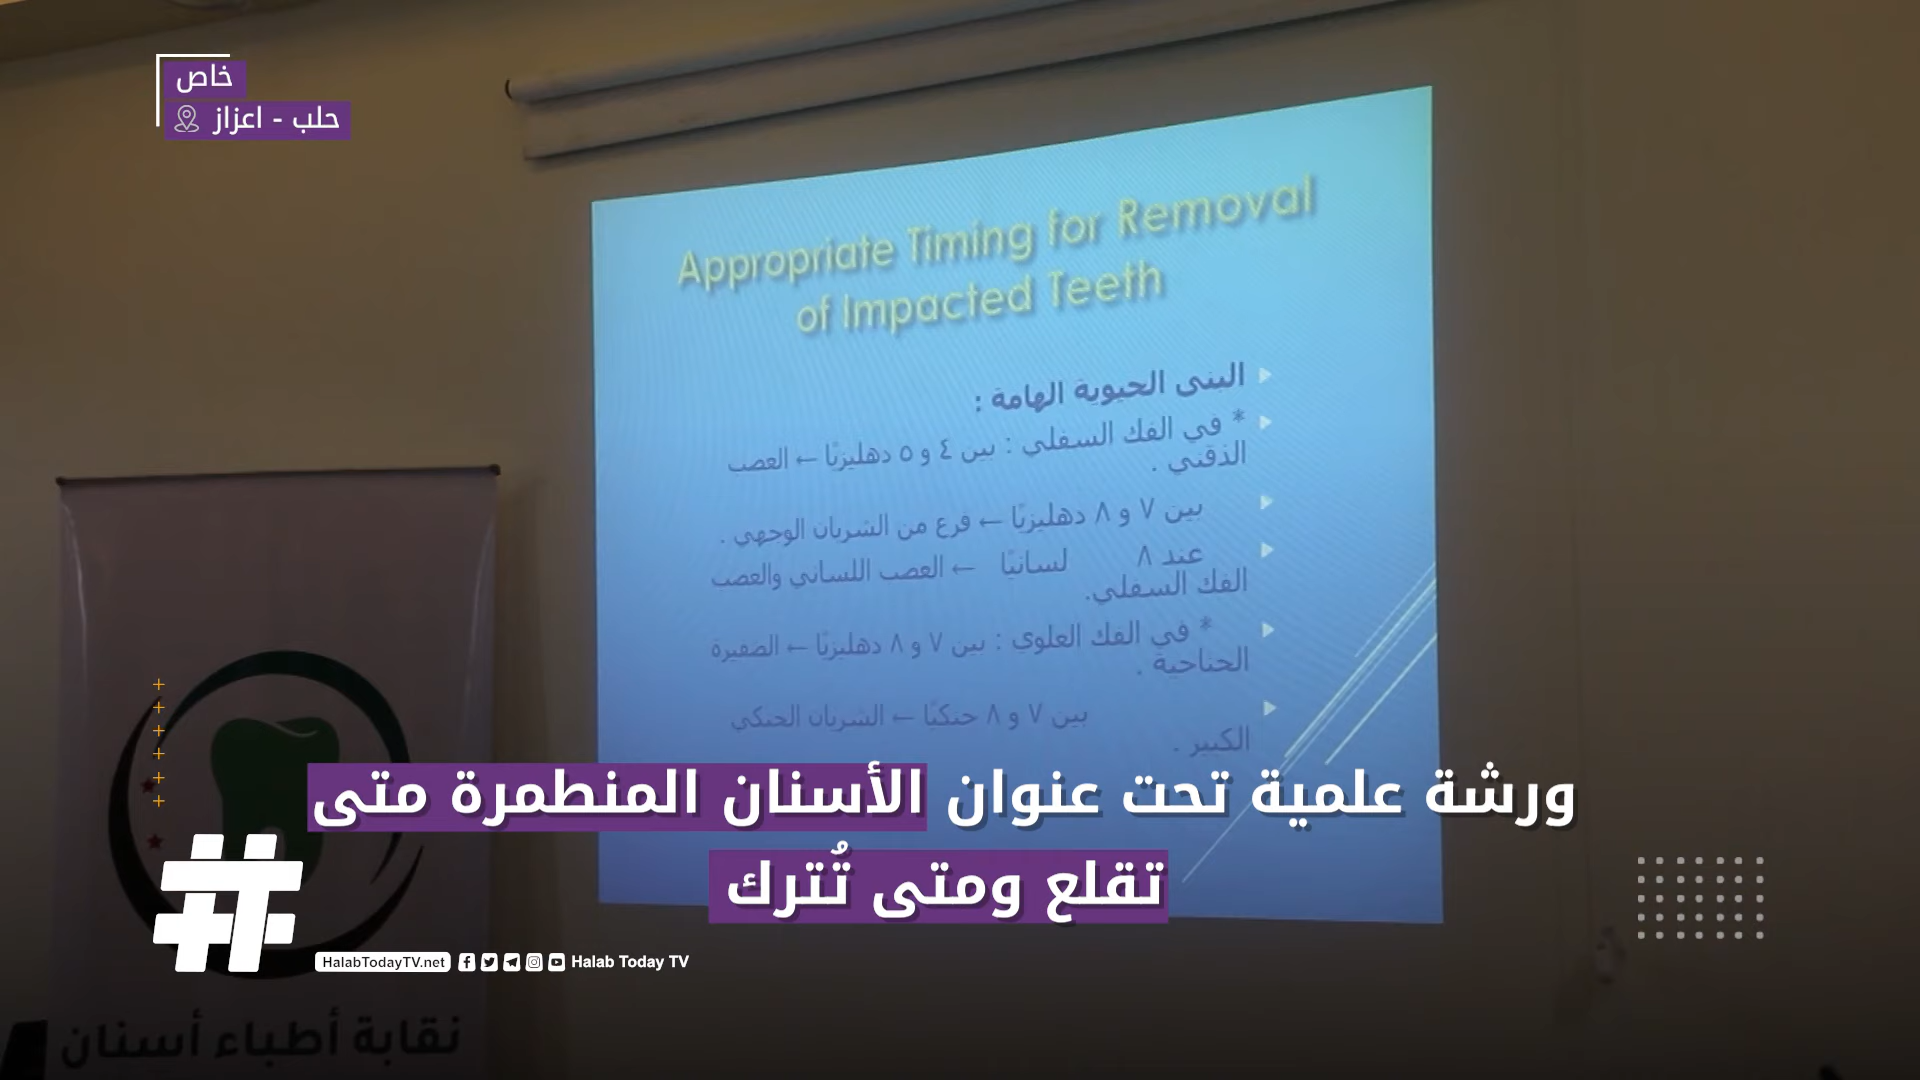 خاص
حلب - اعزاز
Appropriate Timing for Removal
of Impacted Teeth
البنى الحيوية الهامة :
* في الفك السفلي : بين ٤ و ٥ دهليزيًا ← العصب
الذقني .
بين ٧ و ٨ دهليزيًا ← فرع من الشريان الوجهي .
عند ٨ لسانيًا ← العصب اللساني والعصب
الفك السفلي.
* في الفك العلوي : بين ٧ و ٨ دهليزيًا ← الضفيرة
الجناحية .
بين ٧ و ٨ حنكيًا ← الشريان الحنكي
الكبير .
ورشة علمية تحت عنوان الأسنان المنطمرة متى
تقلع ومتى تُترك
HalabTodayTV.net Halab Today TV
نقابة أطباء أسنان